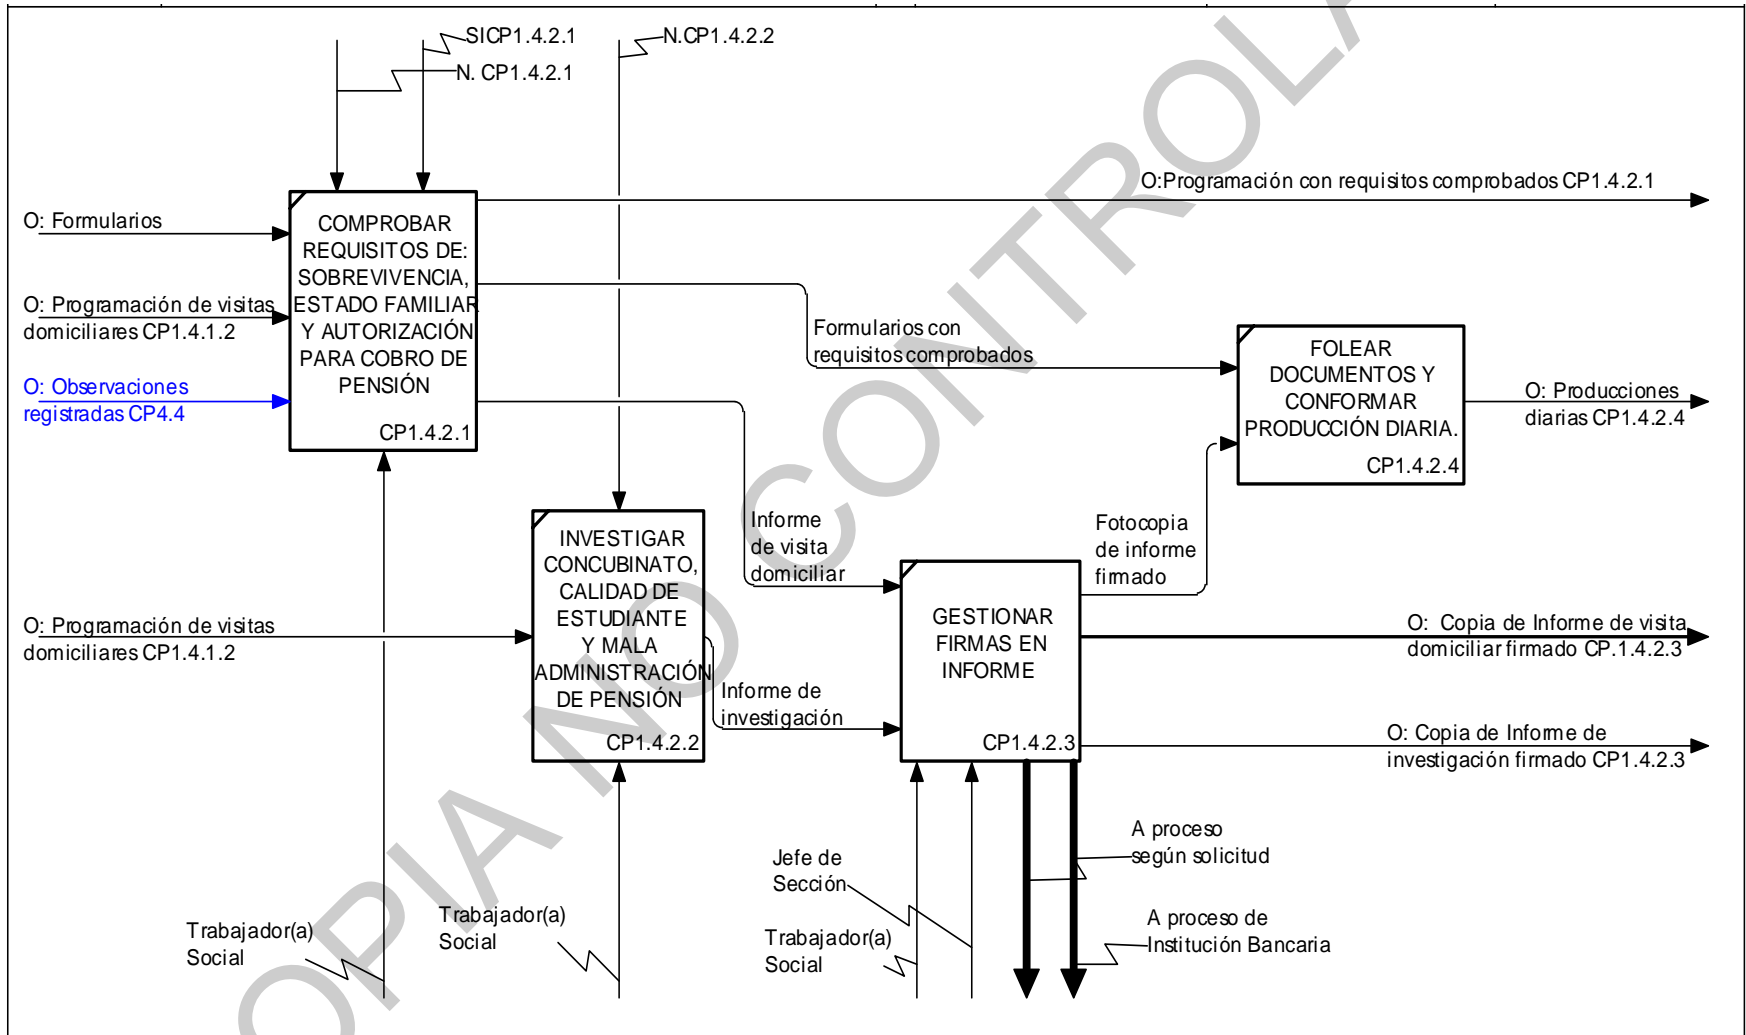 SICP1.4.2.1
N.CP1.4.2.2
N. CP1.4.2.1
O:Programación con requisitos comprobados CP1.4.2.1
O: Formularios
O: Programación de visitas
domiciliares CP1.4.1.2
O: Observaciones
registradas CP4.4
COMPROBAR
REQUISITOS DE:
SOBREVIVENCIA,
ESTADO FAMILIAR
Y AUTORIZACIÓN
PARA COBRO DE
PENSIÓN
CP1.4.2.1
Formularios con
requisitos comprobados
FOLEAR
DOCUMENTOS Y
CONFORMAR
PRODUCCIÓN DIARIA.
CP1.4.2.4
O: Producciones
diarias CP1.4.2.4
INVESTIGAR
CONCUBINATO,
CALIDAD DE
ESTUDIANTE
Y MALA
ADMINISTRACIÓN
DE PENSIÓN
CP1.4.2.2
Informe
de visita
domiciliar
Fotocopia
de informe
firmado
O: Programación de visitas
domiciliares CP1.4.1.2
GESTIONAR
FIRMAS EN
INFORME
CP1.4.2.3
O: Copia de Informe de visita
domiciliar firmado CP.1.4.2.3
Informe de
investigación
O: Copia de Informe de
investigación firmado CP1.4.2.3
A proceso
según solicitud
Jefe de
Sección
A proceso de
Institución Bancaria
Trabajador(a)
Social
Trabajador(a)
Social
Trabajador(a)
Social
OPIA NO CONTROLA